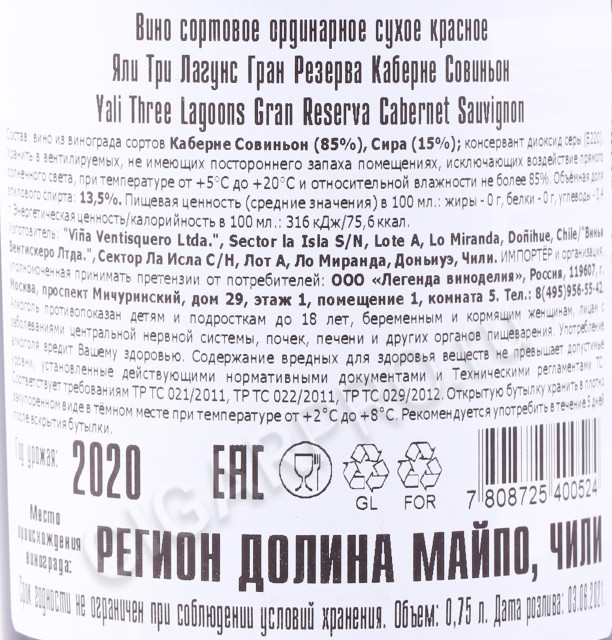 Вино сортовое ординарное сухое красное
Яли Три Лагунс Гран Резерва Каберне Совиньон
Yali Three Lagoons Gran Reserva Cabernet Sauvignon
Состав: вино из винограда сортов Каберне Совиньон (85%), Сира (15%); консервант диоксид серы (E220).
Хранить в вентилируемых, не имеющих постороннего запаха помещениях, исключающих воздействие прямого
солнечного света, при температуре от +5°C до +20°C и относительной влажности не более 85%. Объёмная доля
этилового спирта: 13,5%. Пищевая ценность (средние значения) в 100 мл.: жиры - 0 г, белки - 0 г, углеводы - 0,4
г. Энергетическая ценность/калорийность в 100 мл.: 316 кДж/75,6 ккал.
Изготовитель: "Viña Ventisquero Ltda.", Sector la Isla S/N, Lote A, Lo Miranda, Doñihue, Chile/"Винья
Вентискеро Лтда.", Сектор Ла Исла С/Н, Лот А, Ло Миранда, Доньиуэ, Чили. ИМПОРТЁР и организация,
уполномоченная принимать претензии от потребителей: ООО «Легенда виноделия», Россия, 119607, г.
Москва, проспект Мичуринский, дом 29, этаж 1, помещение 1, комната 5. Тел.: 8(495)956-55-42.
Алкоголь противопоказан детям и подросткам до 18 лет, беременным и кормящим женщинам, лицам с
заболеваниями центральной нервной системы, почек, печени и других органов пищеварения. Употребление
алкоголя вредит Вашему здоровью. Содержание вредных для здоровья веществ не превышает допустимые
уровни, установленные действующими нормативными документами и Техническими регламентами ТС.
Соответствует требованиям ТР ТС 021/2011, ТР ТС 022/2011, ТР ТС 029/2012. Открытую бутылку хранить в плотно
закупоренном виде в тёмном месте при температуре от +2°C до +8°C. Рекомендуется употребить в течение 5 дней
после вскрытия бутылки.
Год урожая: 2020
EAC
GL FOR
7 808725 400524
Место происхождения винограда: РЕГИОН ДОЛИНА МАЙПО, ЧИЛИ
Срок годности не ограничен при соблюдении условий хранения. Объем: 0,75 л. Дата розлива: 03.06.2021